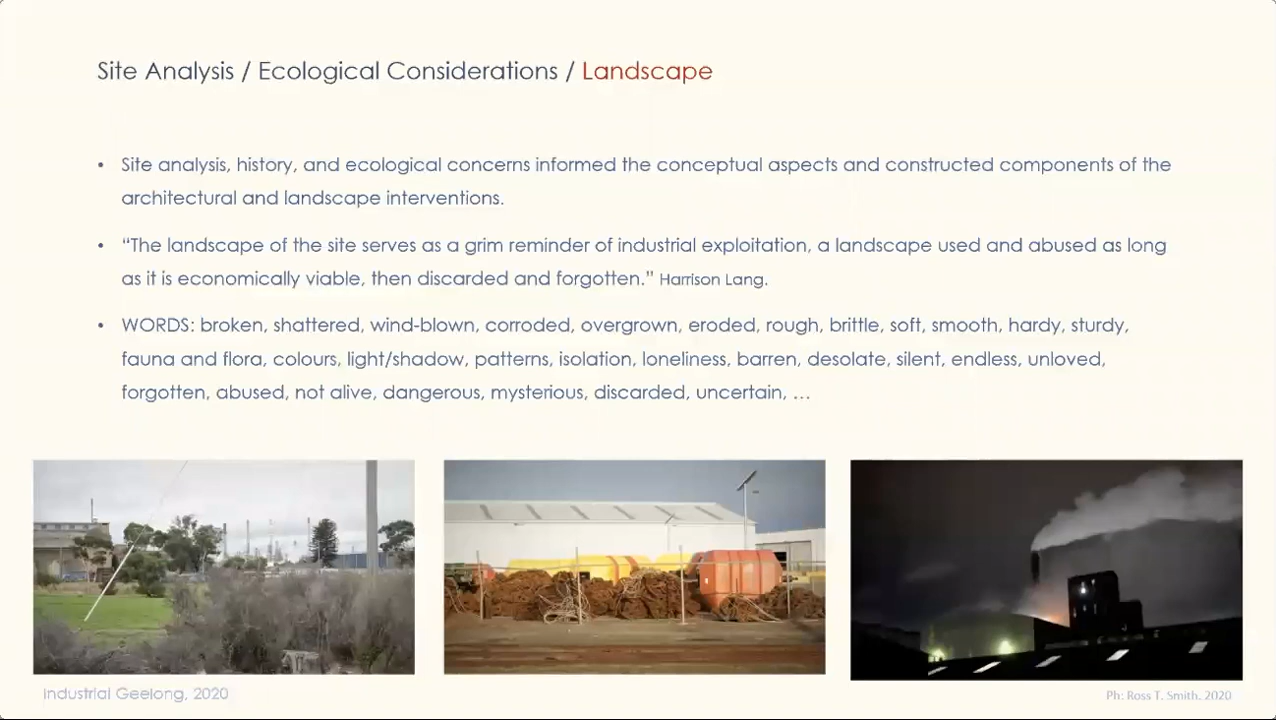 Site Analysis / Ecological Considerations / Landscape
• Site analysis, history, and ecological concerns informed the conceptual aspects and constructed components of the
architectural and landscape interventions.
• “The landscape of the site serves as a grim reminder of industrial exploitation, a landscape used and abused as long
as it is economically viable, then discarded and forgotten.” Harrison Lang.
• WORDS: broken, shattered, wind-blown, corroded, overgrown, eroded, rough, brittle, soft, smooth, hardy, sturdy,
fauna and flora, colours, light/shadow, patterns, isolation, loneliness, barren, desolate, silent, endless, unloved,
forgotten, abused, not alive, dangerous, mysterious, discarded, uncertain, …
Industrial Geelong, 2020
Ph: Ross T. Smith, 2020